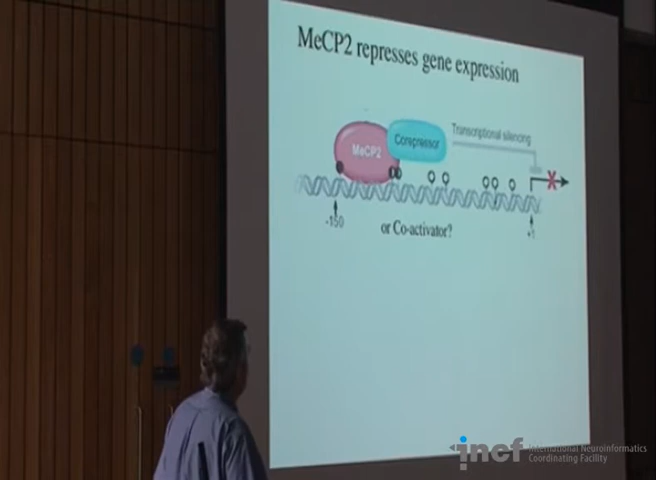 MeCP2 represses gene expression
MeCP2
Corepressor
Transcriptional silencing
-150
+1
or Co-activator?
incf
International Neuroinformatics
Coordinating Facility